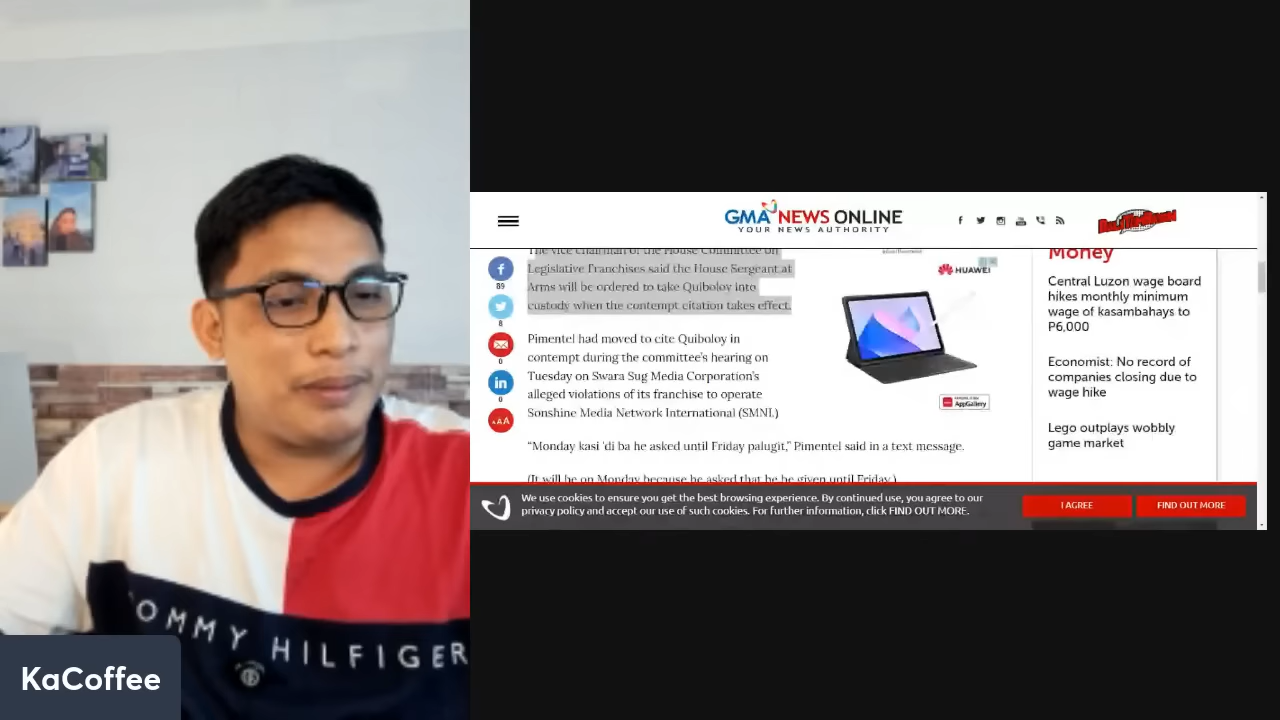 TOMMY HILFIGER
KaCoffee
GMA NEWS ONLINE
YOUR NEWS AUTHORITY
The vice chairman of the House Committee on
Legislative Franchises said the House Sergeant at
Arms will be ordered to take Quiboloy into
custody when the contempt citation takes effect.
Pimentel had moved to cite Quiboloy in
contempt during the committee's hearing on
Tuesday on Swara Sug Media Corporation's
alleged violations of its franchise to operate
Sonshine Media Network International (SMNI.)
“Monday kasi 'di ba he asked until Friday palugit,” Pimentel said in a text message.
(It will be on Monday because he asked that he be given until Friday.)
89
8
0
0
AAA
HUAWEI
AppGallery
Money
Central Luzon wage board
hikes monthly minimum
wage of kasambahays to
P6,000
Economist: No record of
companies closing due to
wage hike
Lego outplays wobbly
game market
We use cookies to ensure you get the best browsing experience. By continued use, you agree to our
privacy policy and accept our use of such cookies. For further information, click FIND OUT MORE.
I AGREE
FIND OUT MORE